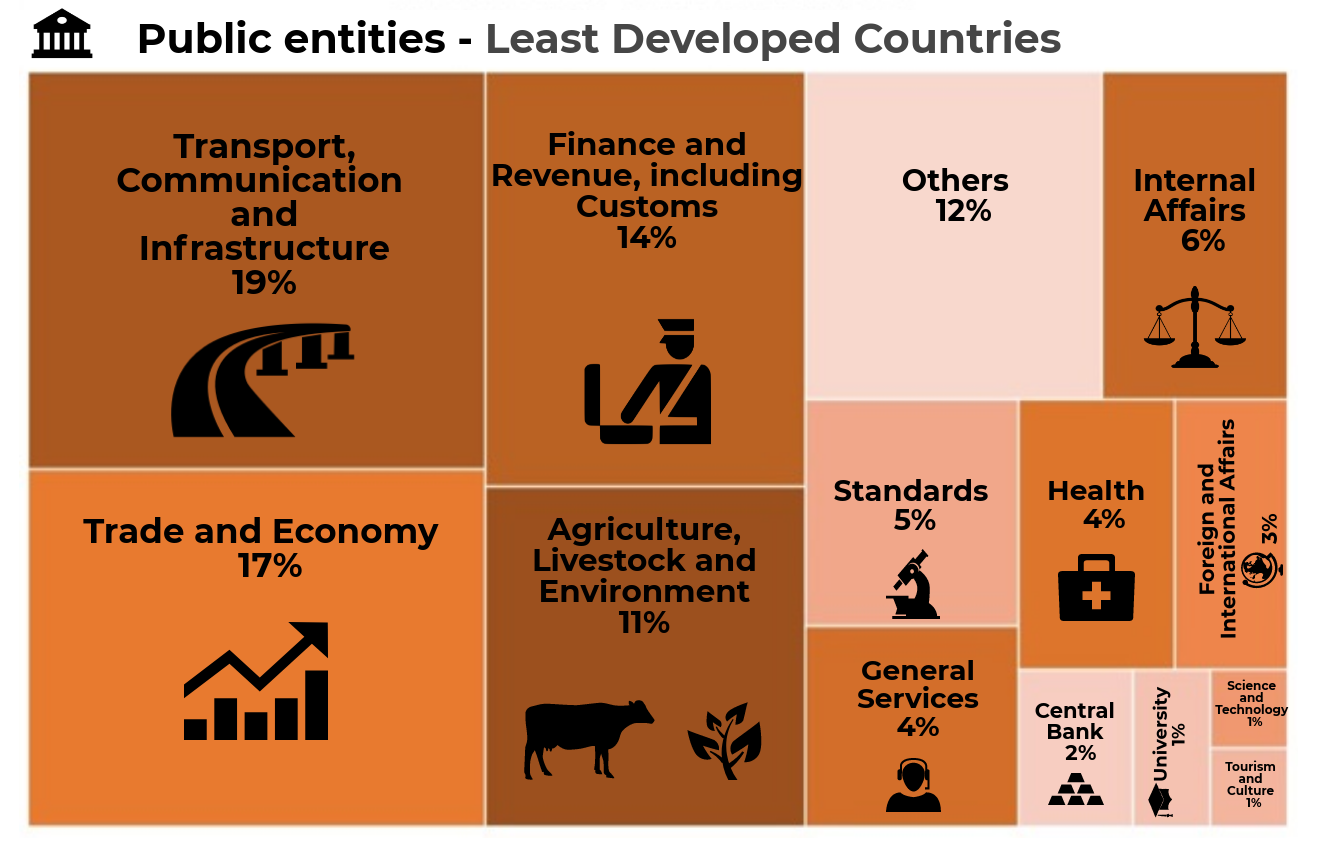 Public entities - Least Developed Countries
Transport,
Communication
and
Infrastructure
19%
Finance and
Revenue, including
Customs
14%
Others
12%
Internal
Affairs
6%
Trade and Economy
17%
Agriculture,
Livestock and
Environment
11%
Standards
5%
Health
4%
Foreign and
International Affairs
3%
General
Services
4%
Central
Bank
2%
University
1%
Science
and
Technology
1%
Tourism
and
Culture
1%